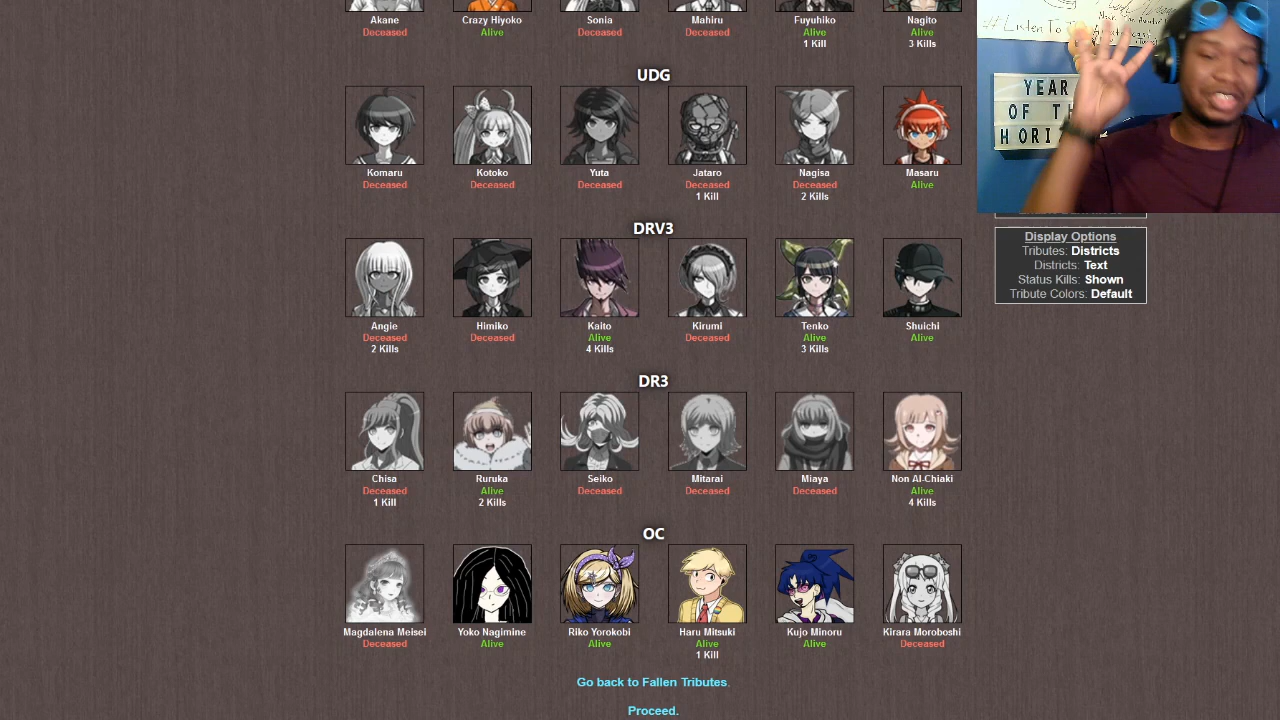 Akane Crazy Hiyoko Sonia Mahiru Fuyuhiko Nagito
Deceased Alive Deceased Deceased Alive Alive
1 Kill 3 Kills
UDG
Komaru Kotoko Yuta Jataro Nagisa Masaru
Deceased Deceased Deceased Deceased Deceased Alive
1 Kill 2 Kills
DRV3
Angie Himiko Kaito Kirumi Tenko Shuichi
Deceased Deceased Alive Deceased Alive Alive
2 Kills 4 Kills 3 Kills
DR3
Chisa Ruruka Seiko Mitarai Miaya Non AI-Chiaki
Deceased Alive Deceased Deceased Deceased Alive
1 Kill 2 Kills 4 Kills
OC
Magdalena Meisei Yoko Nagimine Riko Yorokobi Haru Mitsuki Kujo Minoru Kirara Moroboshi
Deceased Alive Alive Alive Alive Deceased
1 Kill
Go back to Fallen Tributes.
Proceed.
#Listen
YEAR
OF
HORI
Display Options
Tributes: Districts
Districts: Text
Status Kills: Shown
Tribute Colors: Default